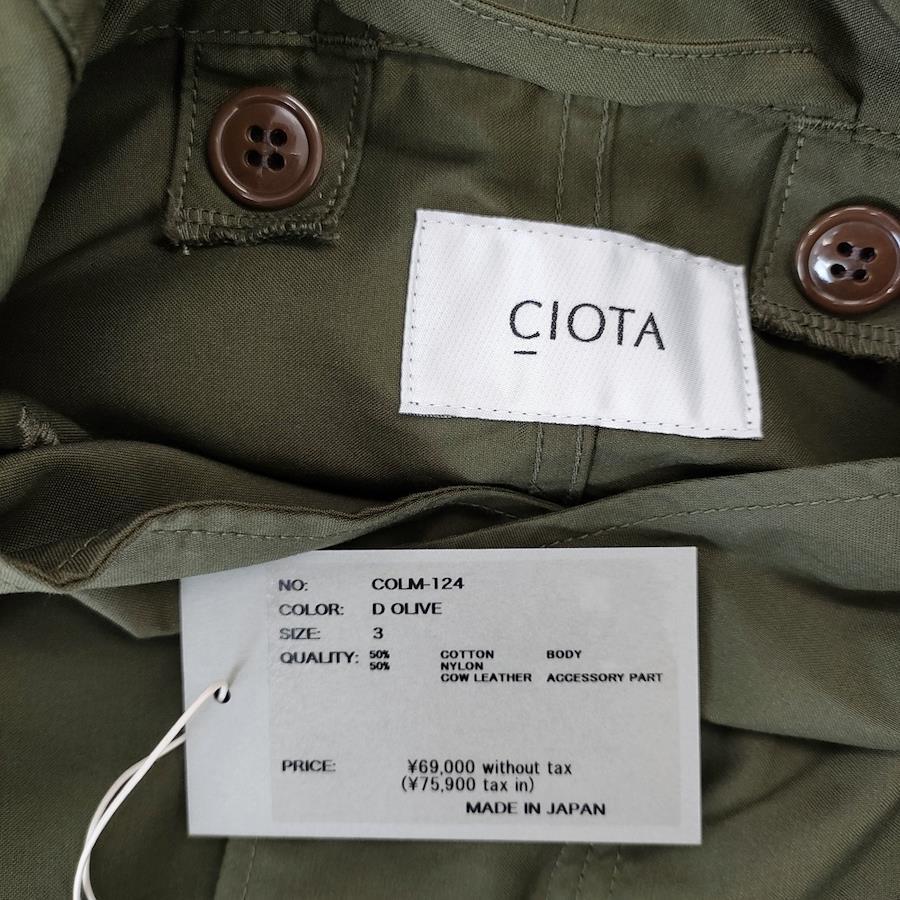 CIOTA
NO: COLM-124
COLOR: D OLIVE
SIZE: 3
QUALITY: 50% COTTON BODY
50% NYLON
COW LEATHER ACCESSORY PART
PRICE: ¥69,000 without tax
(¥75,900 tax in)
MADE IN JAPAN